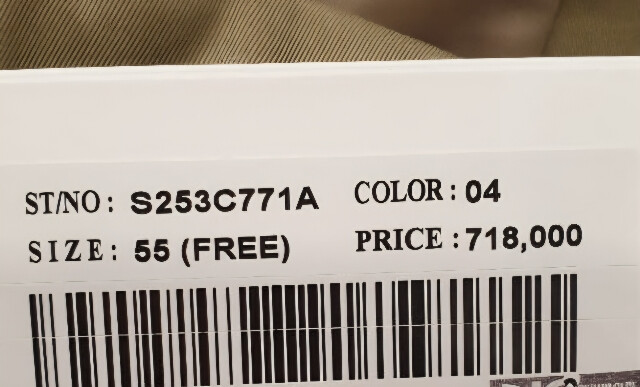 ST/NO : S253C771A COLOR : 04
SIZE : 55 (FREE) PRICE : 718,000